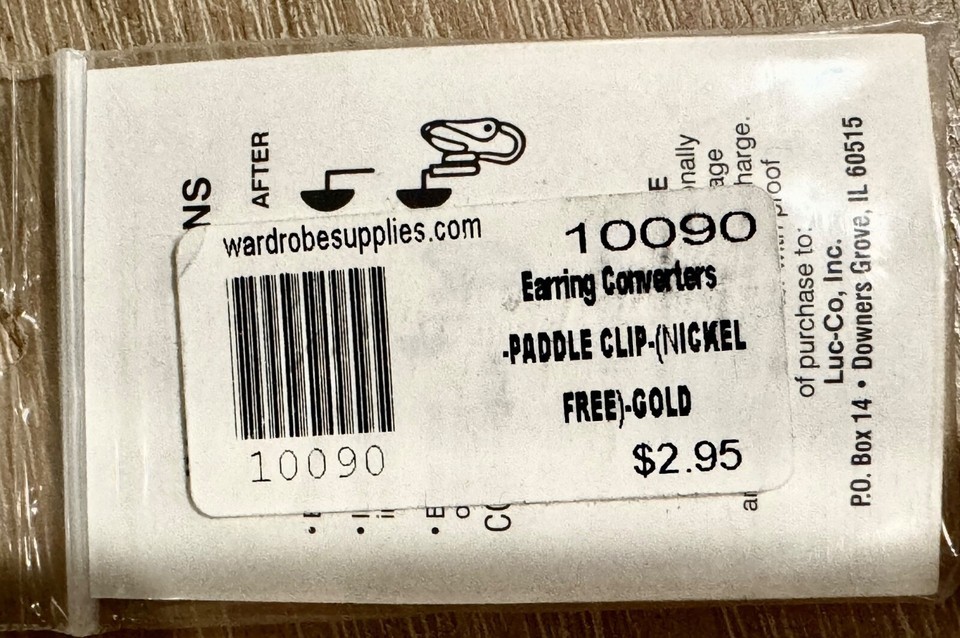 wardrobesupplies.com
10090
Earring Converters
-PADDLE CLIP-(NICKEL
FREE)-GOLD
$2.95
10090
NS
AFTER
E
nally
age
harge.
proof
of purchase to:
Luc-Co, Inc.
P.O. Box 14 • Downers Grove, IL 60515